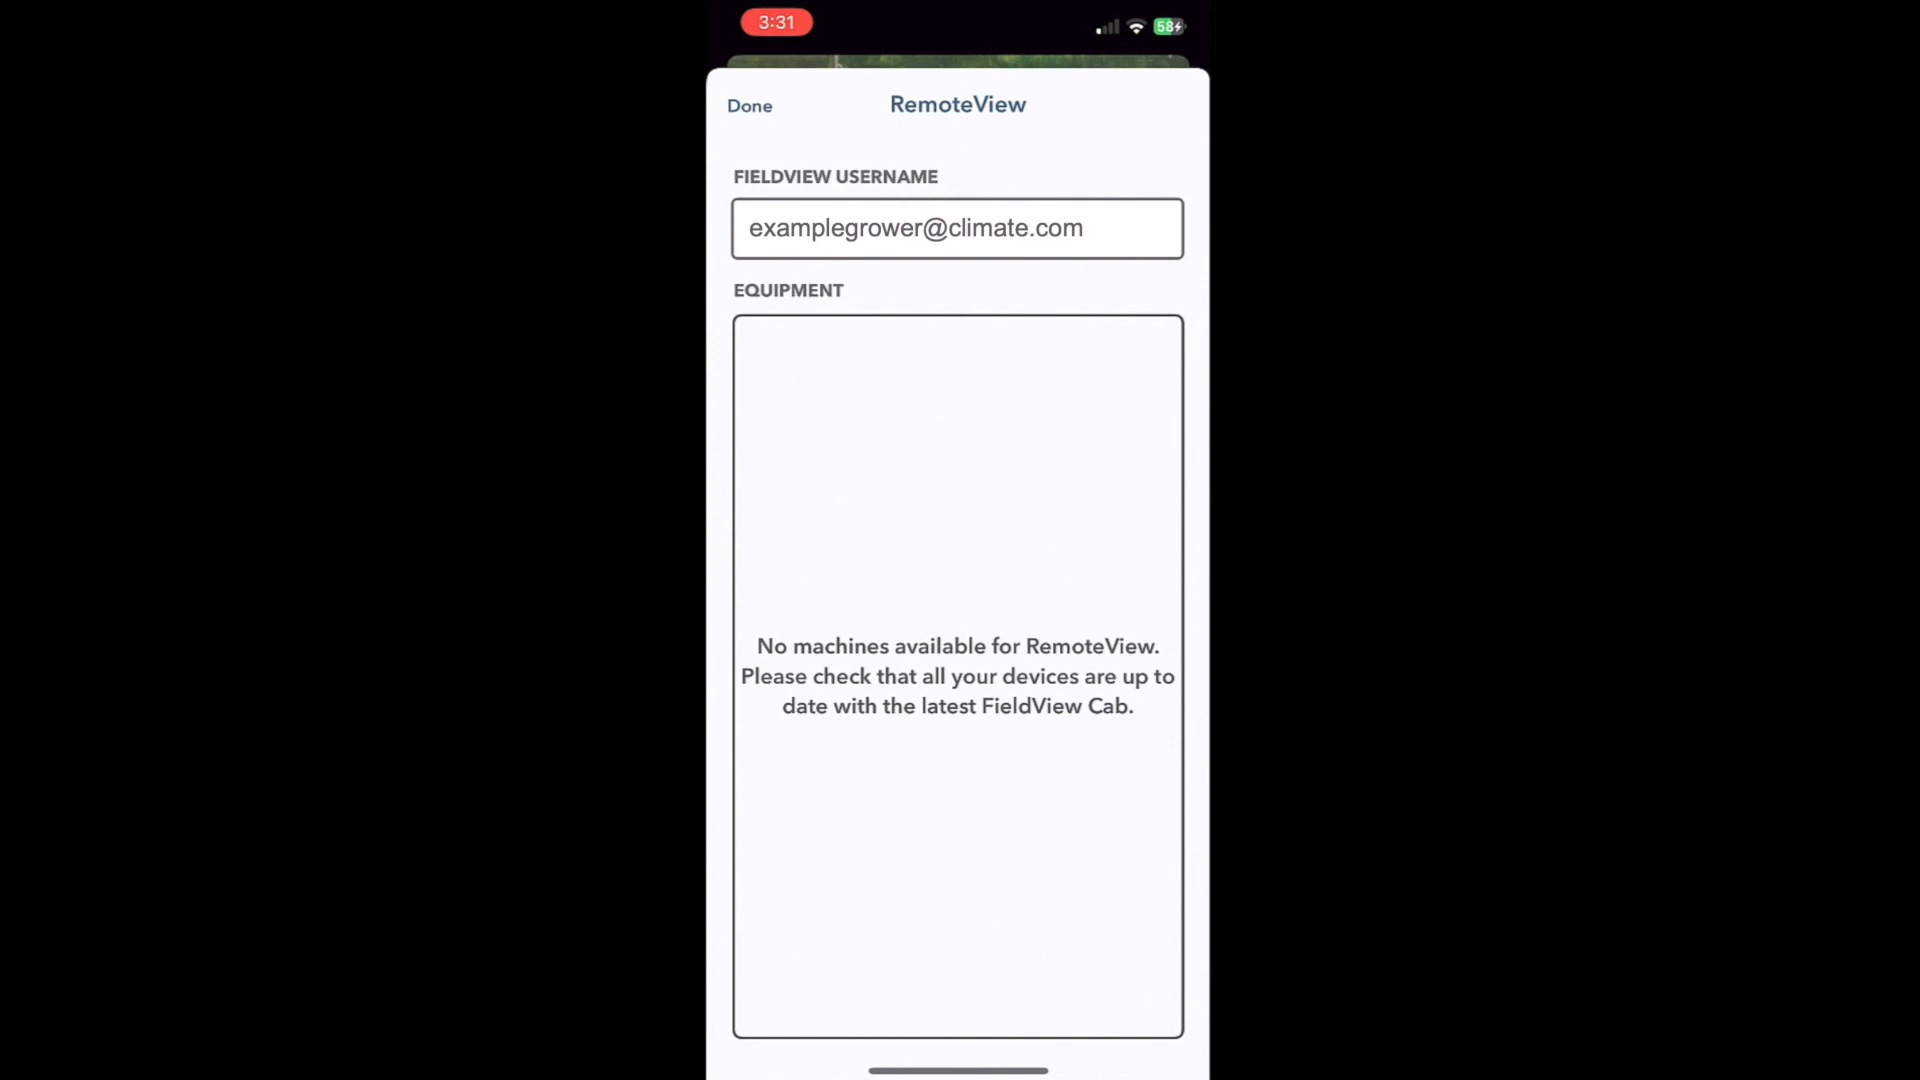 3:31
58
Done
RemoteView
FIELDVIEW USERNAME
examplegrower@climate.com
EQUIPMENT
No machines available for RemoteView.
Please check that all your devices are up to
date with the latest FieldView Cab.